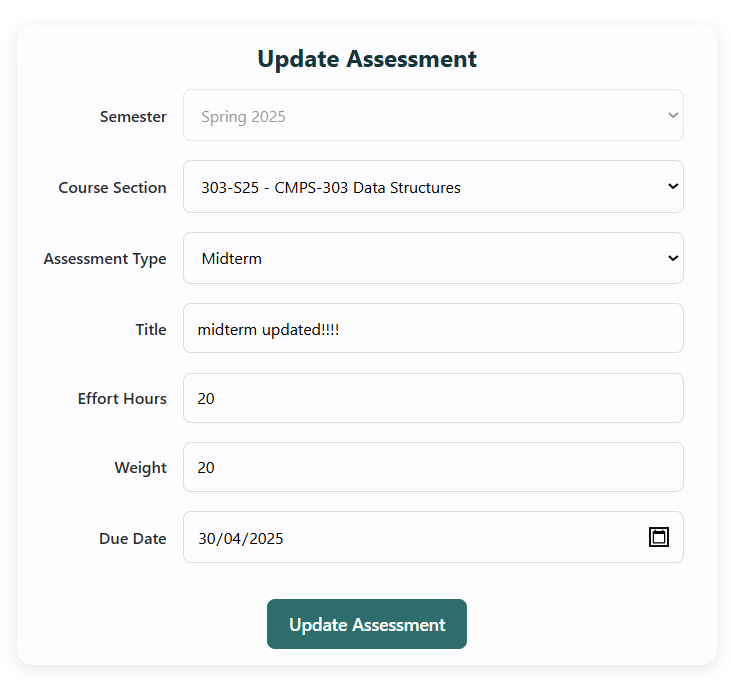 Update Assessment
Semester Spring 2025
Course Section 303-S25 - CMPS-303 Data Structures
Assessment Type Midterm
Title midterm updated!!!!
Effort Hours 20
Weight 20
Due Date 30/04/2025
Update Assessment